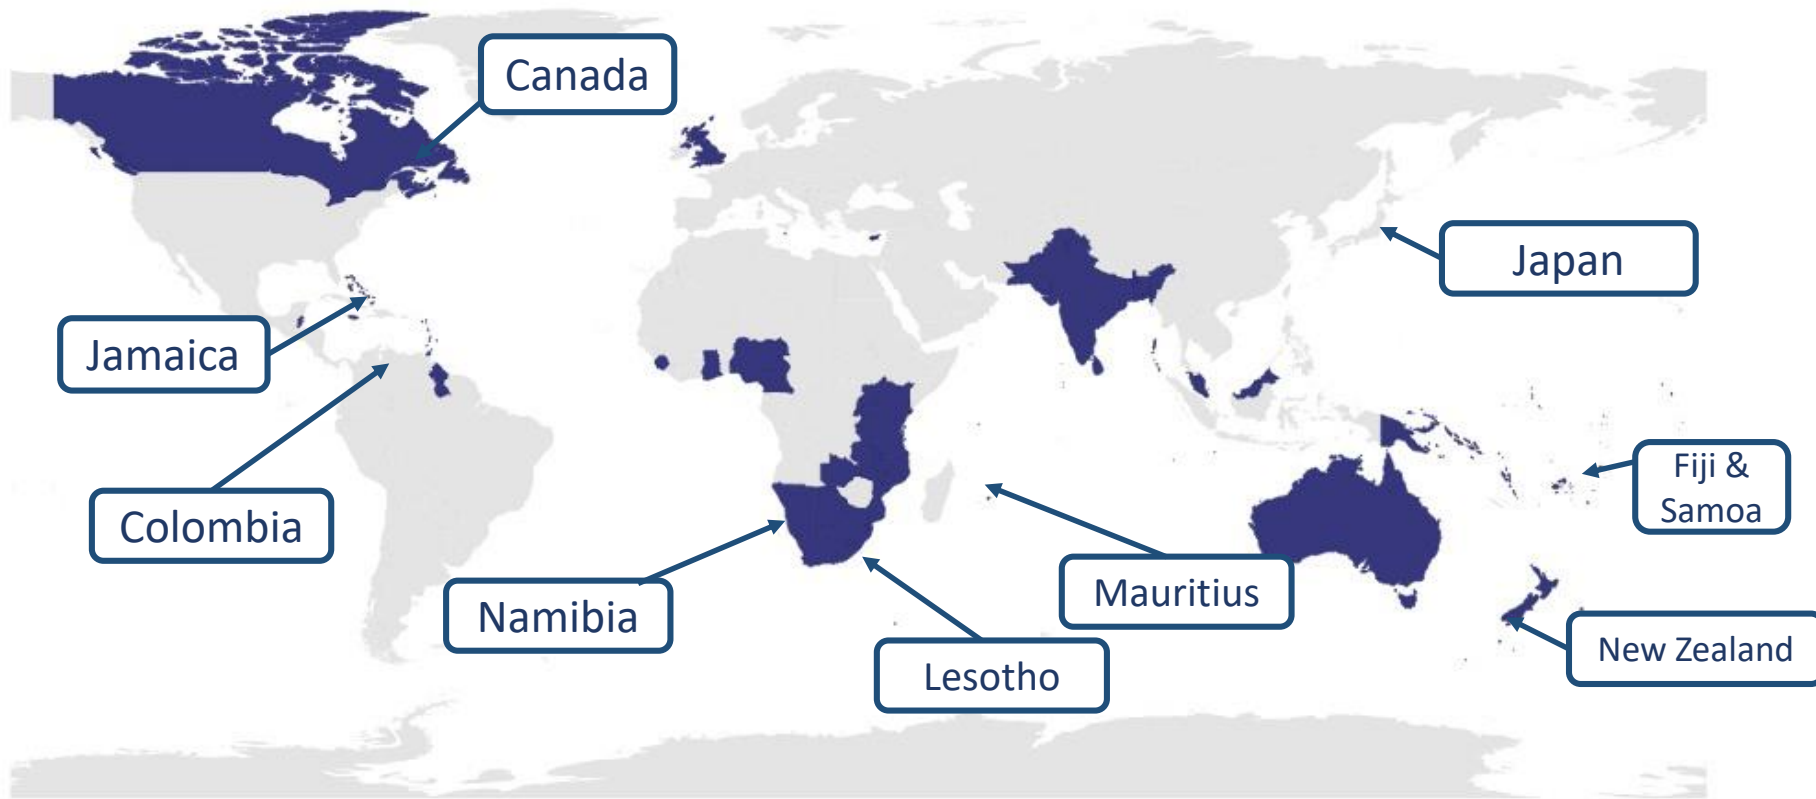 Canada
Japan
Jamaica
Fiji &
Samoa
Colombia
Mauritius
Namibia
New Zealand
Lesotho